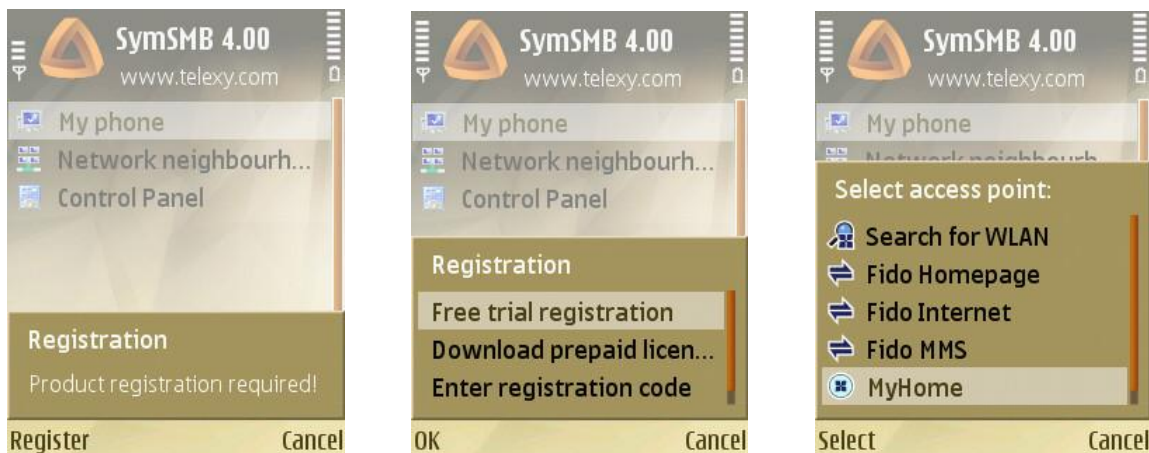 SymSMB 4.00
www.telexy.com
My phone
Network neighbourh...
Control Panel
Registration
Product registration required!
Register Cancel
SymSMB 4.00
www.telexy.com
My phone
Network neighbourh...
Control Panel
Registration
Free trial registration
Download prepaid licen...
Enter registration code
OK Cancel
SymSMB 4.00
www.telexy.com
My phone
Network neighbourh
Select access point:
Search for WLAN
Fido Homepage
Fido Internet
Fido MMS
MyHome
Select Cancel